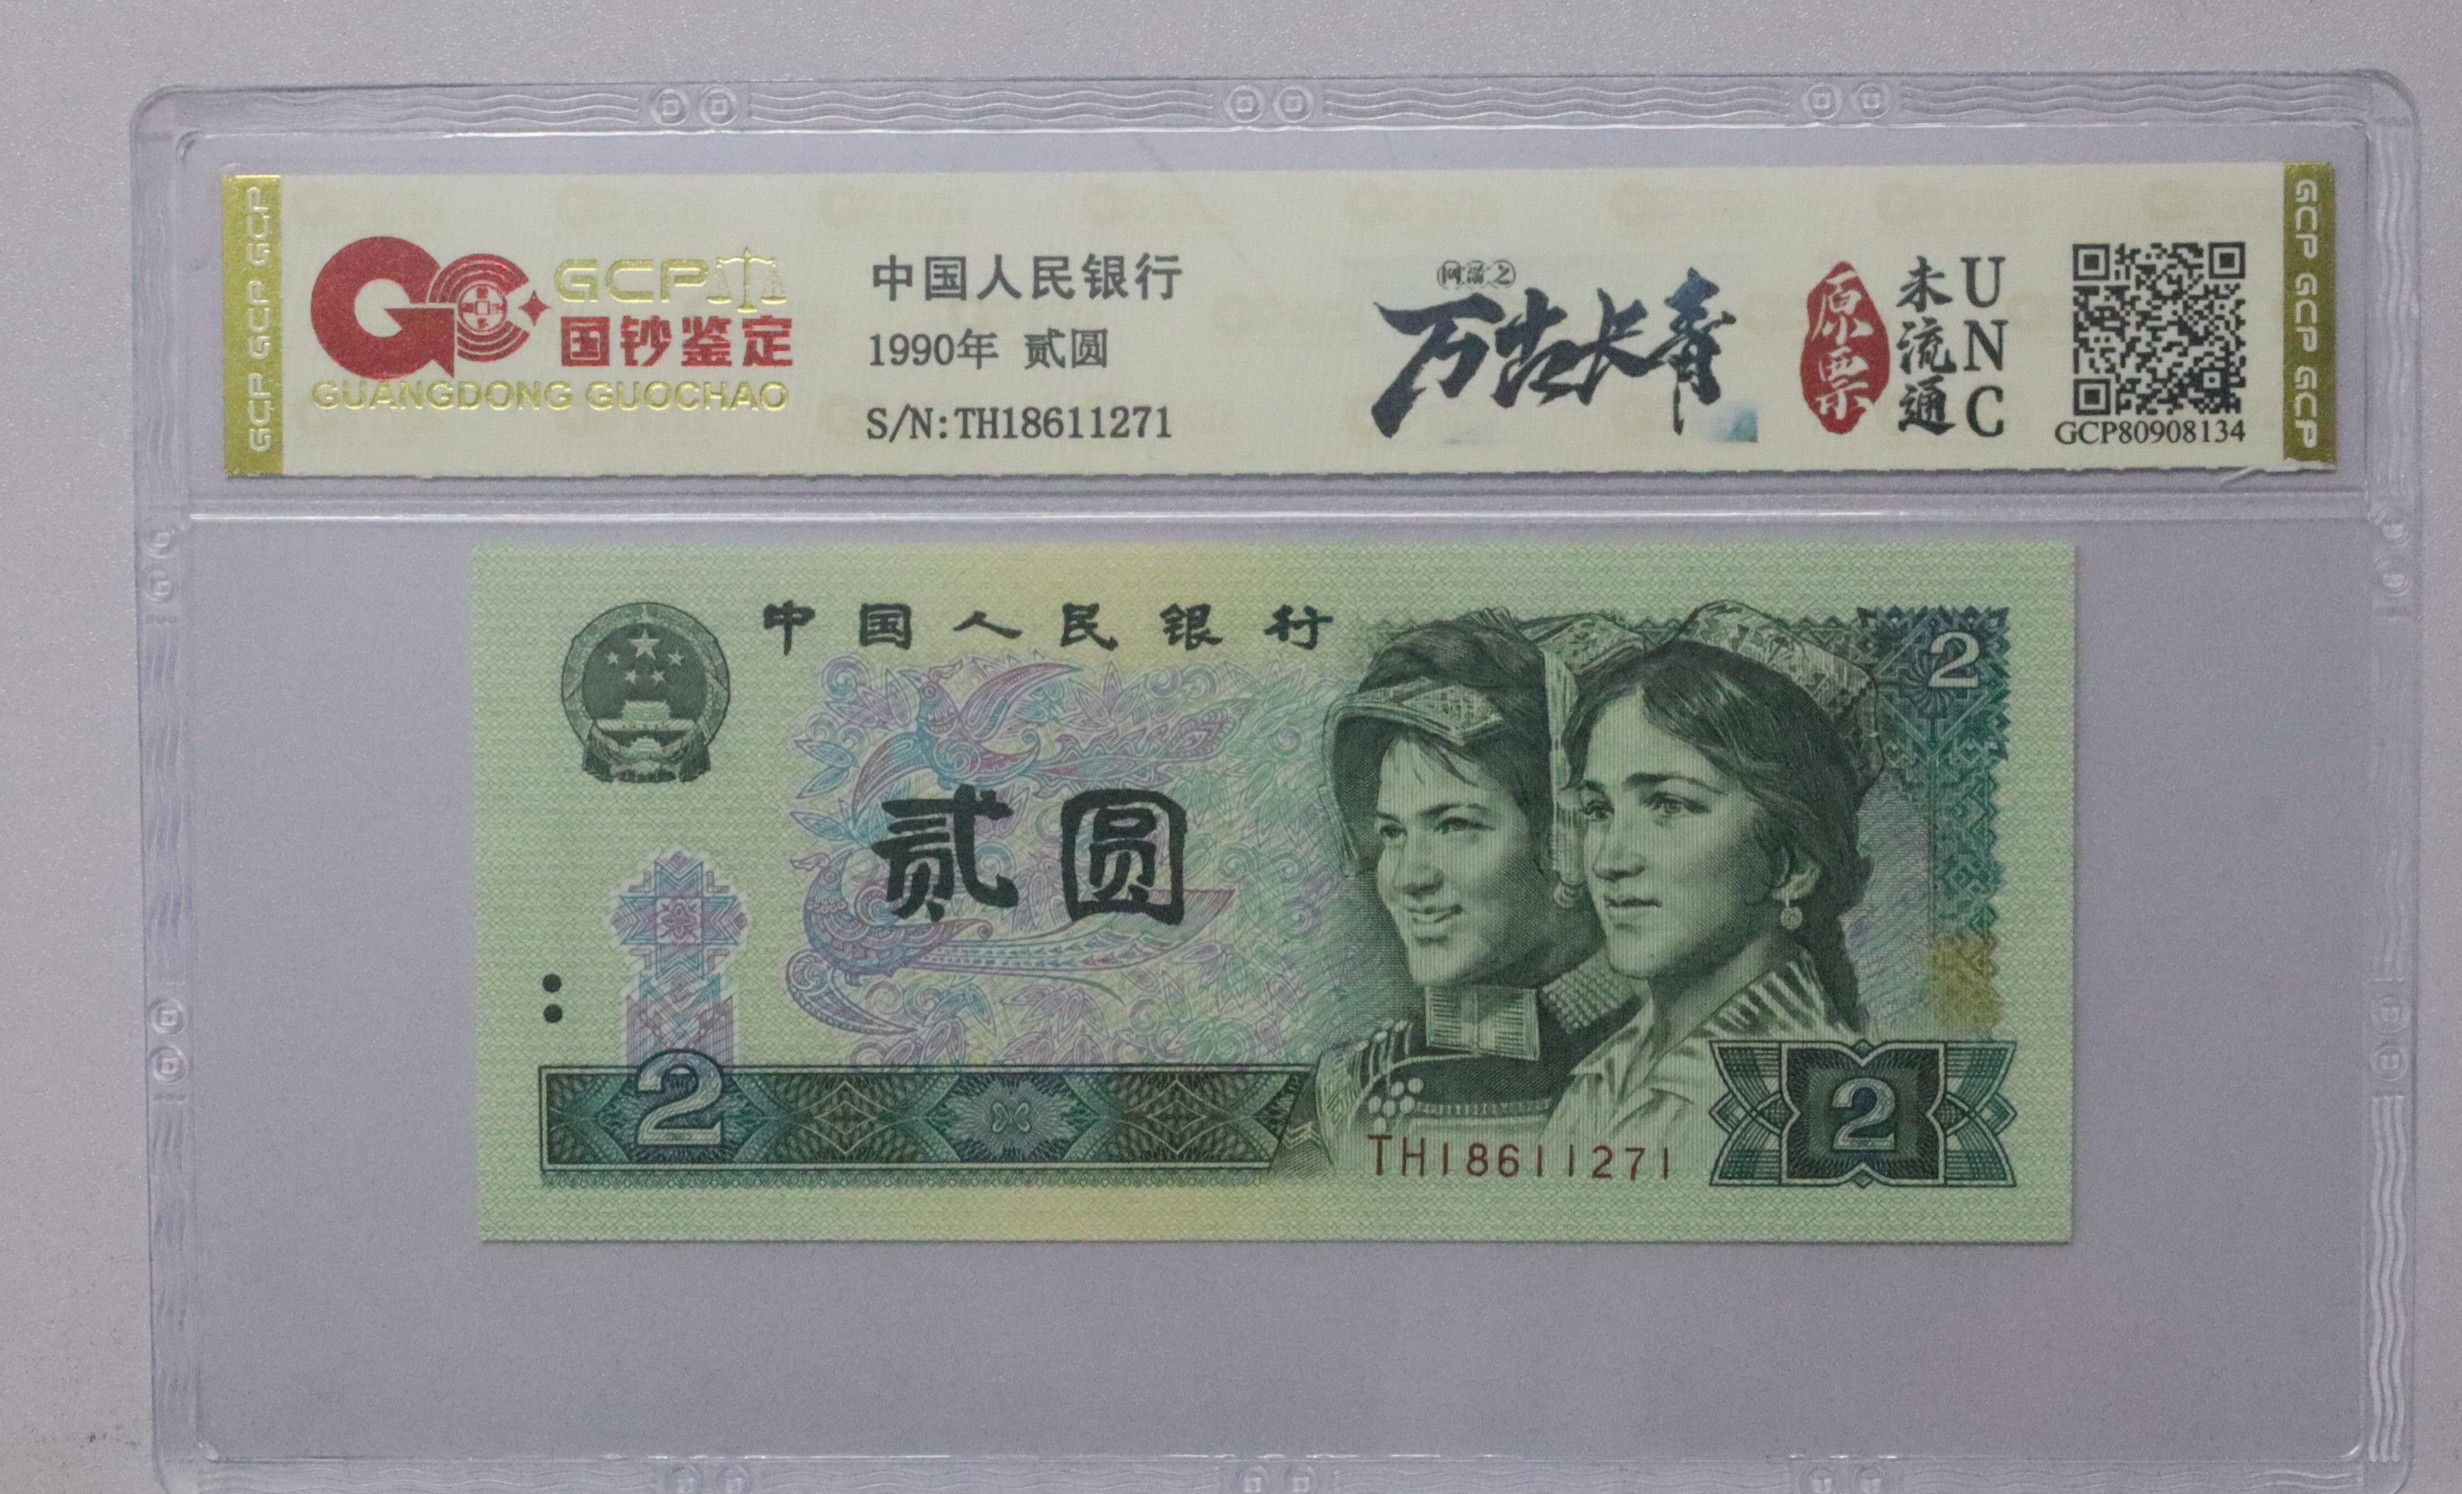 GCP GCP GCP
GCP
国钞鉴定
GUANGDONG GUOCHAO
中国人民银行
1990年 贰圆
S/N:TH18611271
万古长青
原票
未流通
UNC
GCP80908134
GCP GCP GCP
中国人民银行
2
贰圆
2
TH18611271
2